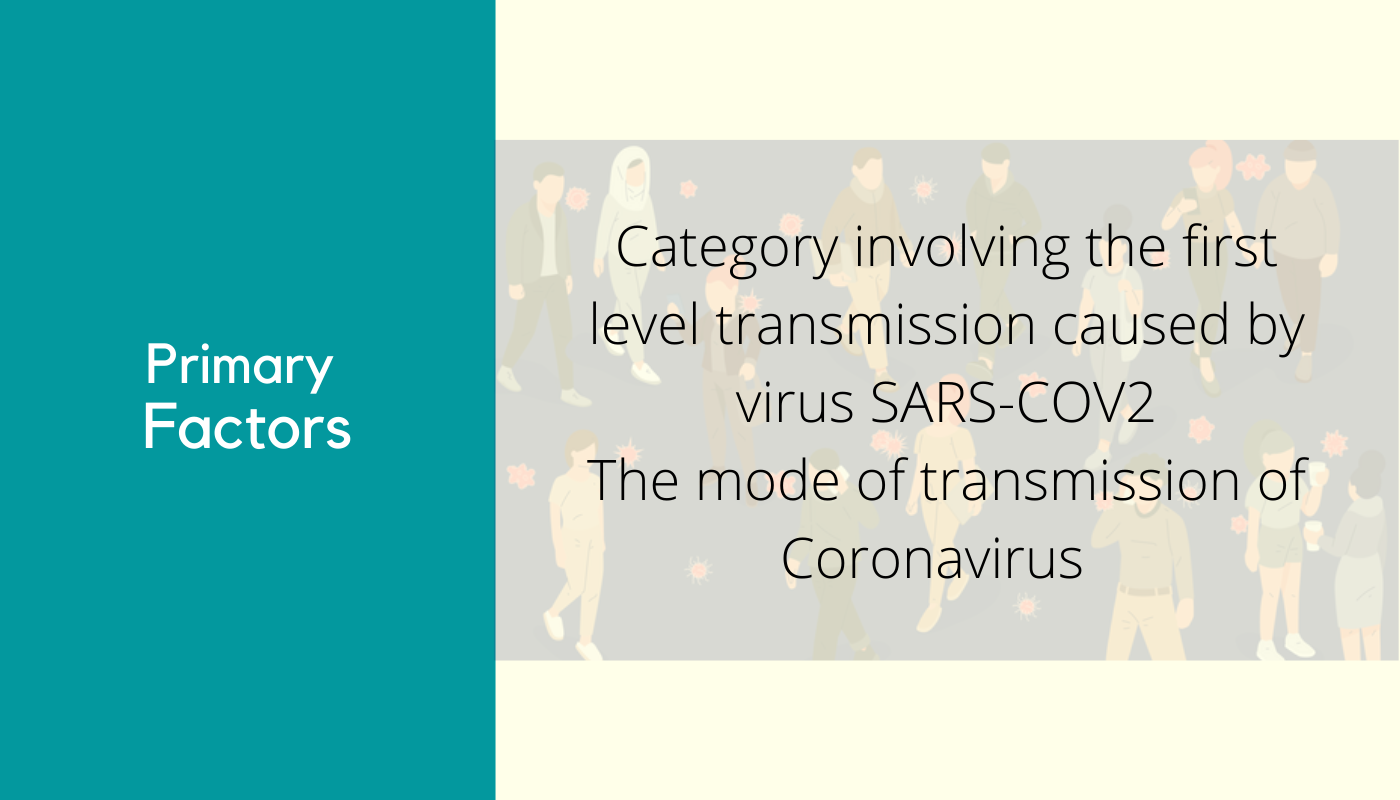 Primary
Factors
Category involving the first
level transmission caused by
virus SARS-COV2
The mode of transmission of
Coronavirus